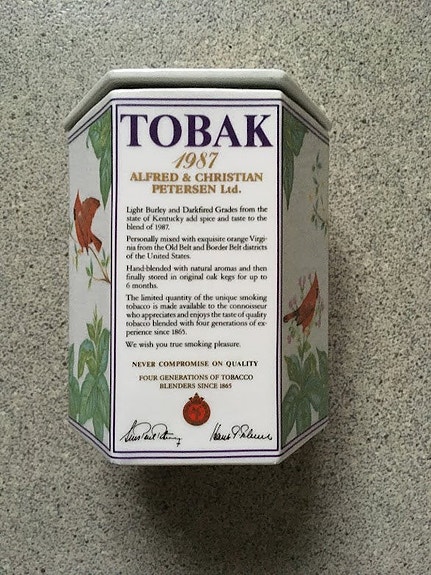 TOBAK
1987
ALFRED & CHRISTIAN
PETERSEN Ltd.
Light Burley and Darkfired Grades from the
state of Kentucky add spice and taste to the
blend of 1987.
Personally mixed with exquisite orange Virgi-
nia from the Old Belt and Border Belt districts
of the United States.
Hand-blended with natural aromas and then
finally stored in original oak kegs for up to
6 months.
The limited quantity of the unique smoking
tobacco is made available to the connoisseur
who appreciates and enjoys the taste of quality
tobacco blended with four generations of ex-
perience since 1865.
We wish you true smoking pleasure.
NEVER COMPROMISE ON QUALITY
FOUR GENERATIONS OF TOBACCO
BLENDERS SINCE 1865